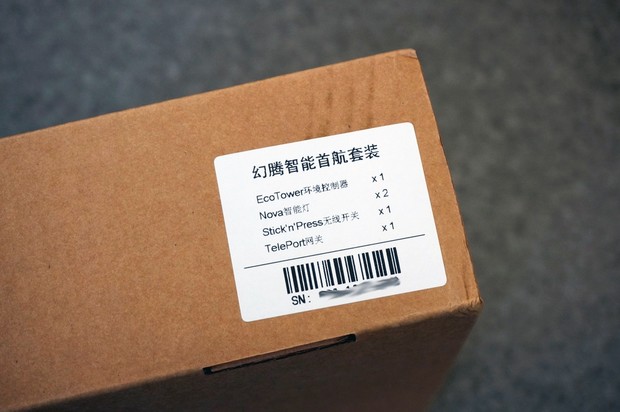 幻腾智能首航套装
EcoTower环境控制器 x 1
Nova智能灯 x 2
Stick'n'Press无线开关 x 1
TelePort网关 x 1
SN: